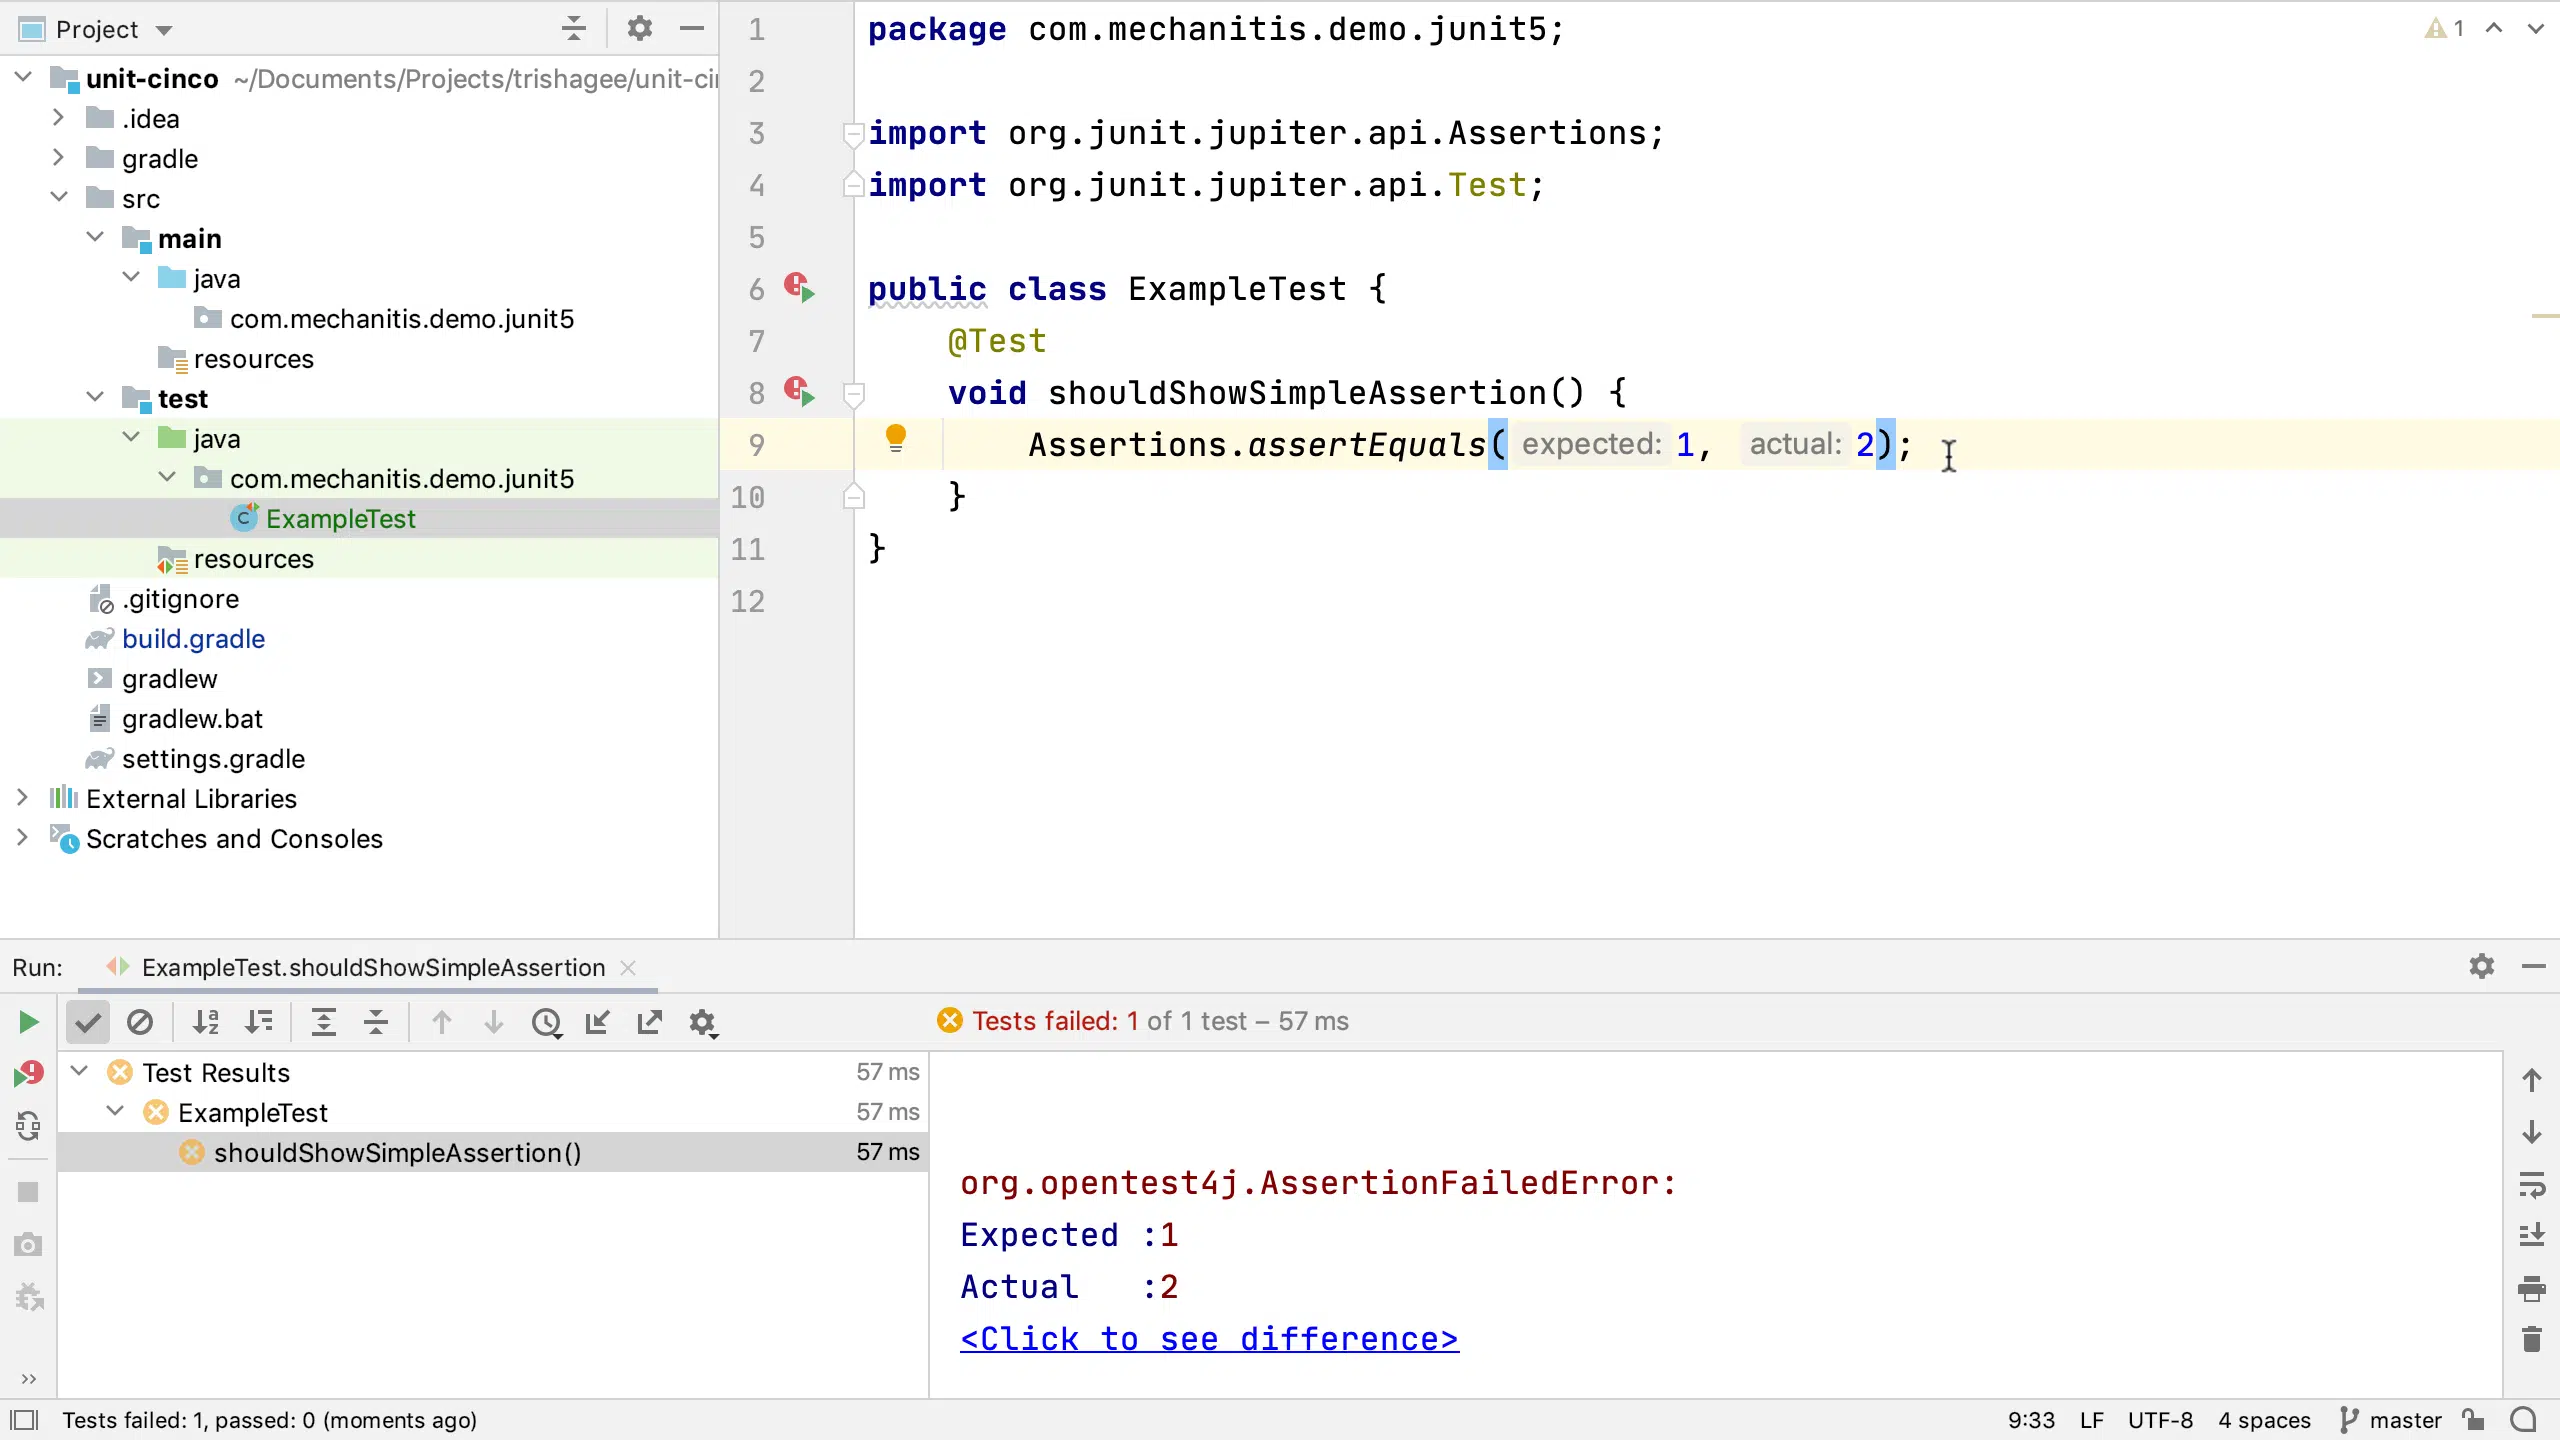 Project
unit-cinco ~/Documents/Projects/trishagee/unit-ci
.idea
gradle
src
main
java
com.mechanitis.demo.junit5
resources
test
java
com.mechanitis.demo.junit5
ExampleTest
resources
.gitignore
build.gradle
gradlew
gradlew.bat
settings.gradle
External Libraries
Scratches and Consoles
1 package com.mechanitis.demo.junit5;
2
3 import org.junit.jupiter.api.Assertions;
4 import org.junit.jupiter.api.Test;
5
6 public class ExampleTest {
7 @Test
8 void shouldShowSimpleAssertion() {
9 Assertions.assertEquals( expected: 1, actual: 2);
10 }
11 }
12
1
Run: ExampleTest.shouldShowSimpleAssertion
Tests failed: 1 of 1 test – 57 ms
Test Results 57 ms
ExampleTest 57 ms
shouldShowSimpleAssertion() 57 ms
org.opentest4j.AssertionFailedError:
Expected :1
Actual :2
<Click to see difference>
Tests failed: 1, passed: 0 (moments ago)
9:33 LF UTF-8 4 spaces master